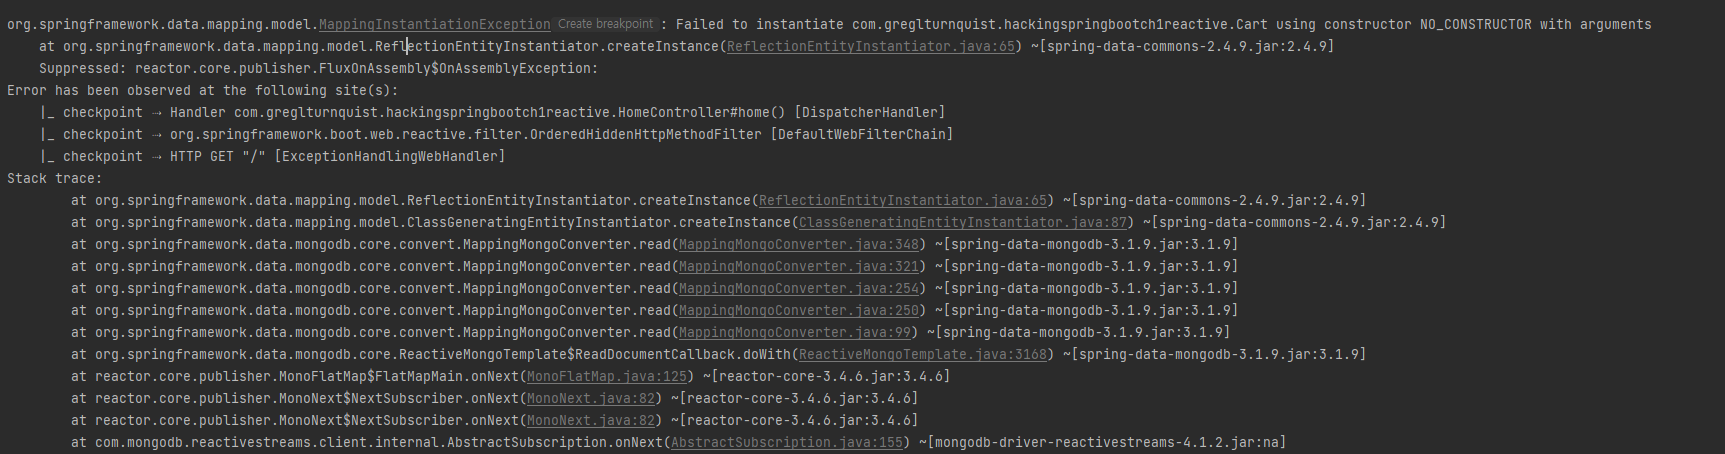 org.springframework.data.mapping.model.MappingInstantiationException Create breakpoint : Failed to instantiate com.greglturnquist.hackingspringbootch1reactive.Cart using constructor NO_CONSTRUCTOR with arguments
    at org.springframework.data.mapping.model.ReflectionEntityInstantiator.createInstance(ReflectionEntityInstantiator.java:65) ~[spring-data-commons-2.4.9.jar:2.4.9]
    Suppressed: reactor.core.publisher.FluxOnAssembly$OnAssemblyException:
Error has been observed at the following site(s):
    |_ checkpoint ⇢ Handler com.greglturnquist.hackingspringbootch1reactive.HomeController#home() [DispatcherHandler]
    |_ checkpoint ⇢ org.springframework.boot.web.reactive.filter.OrderedHiddenHttpMethodFilter [DefaultWebFilterChain]
    |_ checkpoint ⇢ HTTP GET "/" [ExceptionHandlingWebHandler]
Stack trace:
        at org.springframework.data.mapping.model.ReflectionEntityInstantiator.createInstance(ReflectionEntityInstantiator.java:65) ~[spring-data-commons-2.4.9.jar:2.4.9]
        at org.springframework.data.mapping.model.ClassGeneratingEntityInstantiator.createInstance(ClassGeneratingEntityInstantiator.java:87) ~[spring-data-commons-2.4.9.jar:2.4.9]
        at org.springframework.data.mongodb.core.convert.MappingMongoConverter.read(MappingMongoConverter.java:348) ~[spring-data-mongodb-3.1.9.jar:3.1.9]
        at org.springframework.data.mongodb.core.convert.MappingMongoConverter.read(MappingMongoConverter.java:321) ~[spring-data-mongodb-3.1.9.jar:3.1.9]
        at org.springframework.data.mongodb.core.convert.MappingMongoConverter.read(MappingMongoConverter.java:254) ~[spring-data-mongodb-3.1.9.jar:3.1.9]
        at org.springframework.data.mongodb.core.convert.MappingMongoConverter.read(MappingMongoConverter.java:250) ~[spring-data-mongodb-3.1.9.jar:3.1.9]
        at org.springframework.data.mongodb.core.convert.MappingMongoConverter.read(MappingMongoConverter.java:99) ~[spring-data-mongodb-3.1.9.jar:3.1.9]
        at org.springframework.data.mongodb.core.ReactiveMongoTemplate$ReadDocumentCallback.doWith(ReactiveMongoTemplate.java:3168) ~[spring-data-mongodb-3.1.9.jar:3.1.9]
        at reactor.core.publisher.MonoFlatMap$FlatMapMain.onNext(MonoFlatMap.java:125) ~[reactor-core-3.4.6.jar:3.4.6]
        at reactor.core.publisher.MonoNext$NextSubscriber.onNext(MonoNext.java:82) ~[reactor-core-3.4.6.jar:3.4.6]
        at reactor.core.publisher.MonoNext$NextSubscriber.onNext(MonoNext.java:82) ~[reactor-core-3.4.6.jar:3.4.6]
        at com.mongodb.reactivestreams.client.internal.AbstractSubscription.onNext(AbstractSubscription.java:155) ~[mongodb-driver-reactivestreams-4.1.2.jar:na]